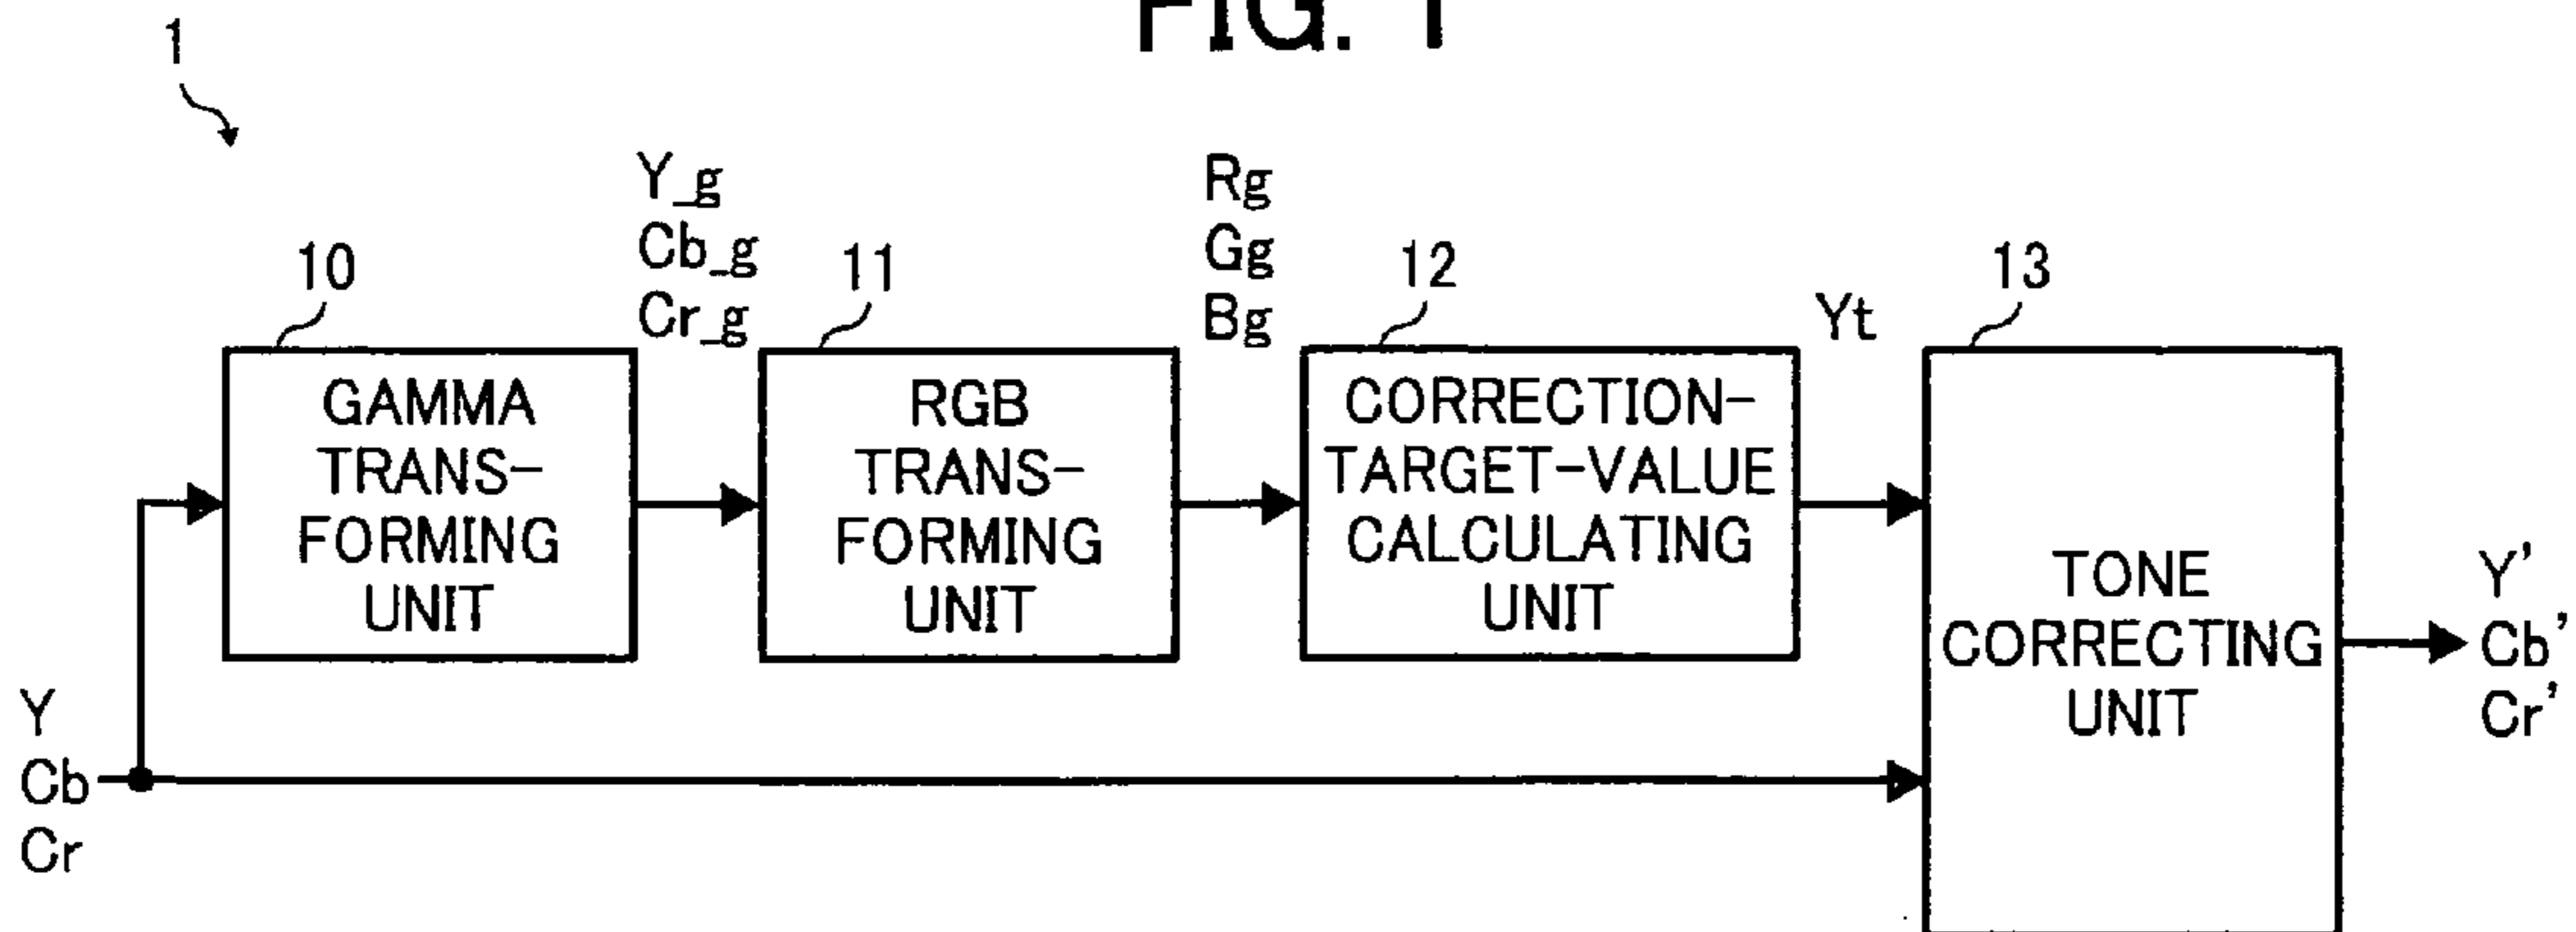 FIG. 1
1
Y_g
Cb_g
Cr_g
Rg
Gg
Bg
10
11
12
Yt
13
GAMMA
TRANS-
FORMING
UNIT
RGB
TRANS-
FORMING
UNIT
CORRECTION-
TARGET-VALUE
CALCULATING
UNIT
TONE
CORRECTING
UNIT
Y'
Cb'
Cr'
Y
Cb
Cr